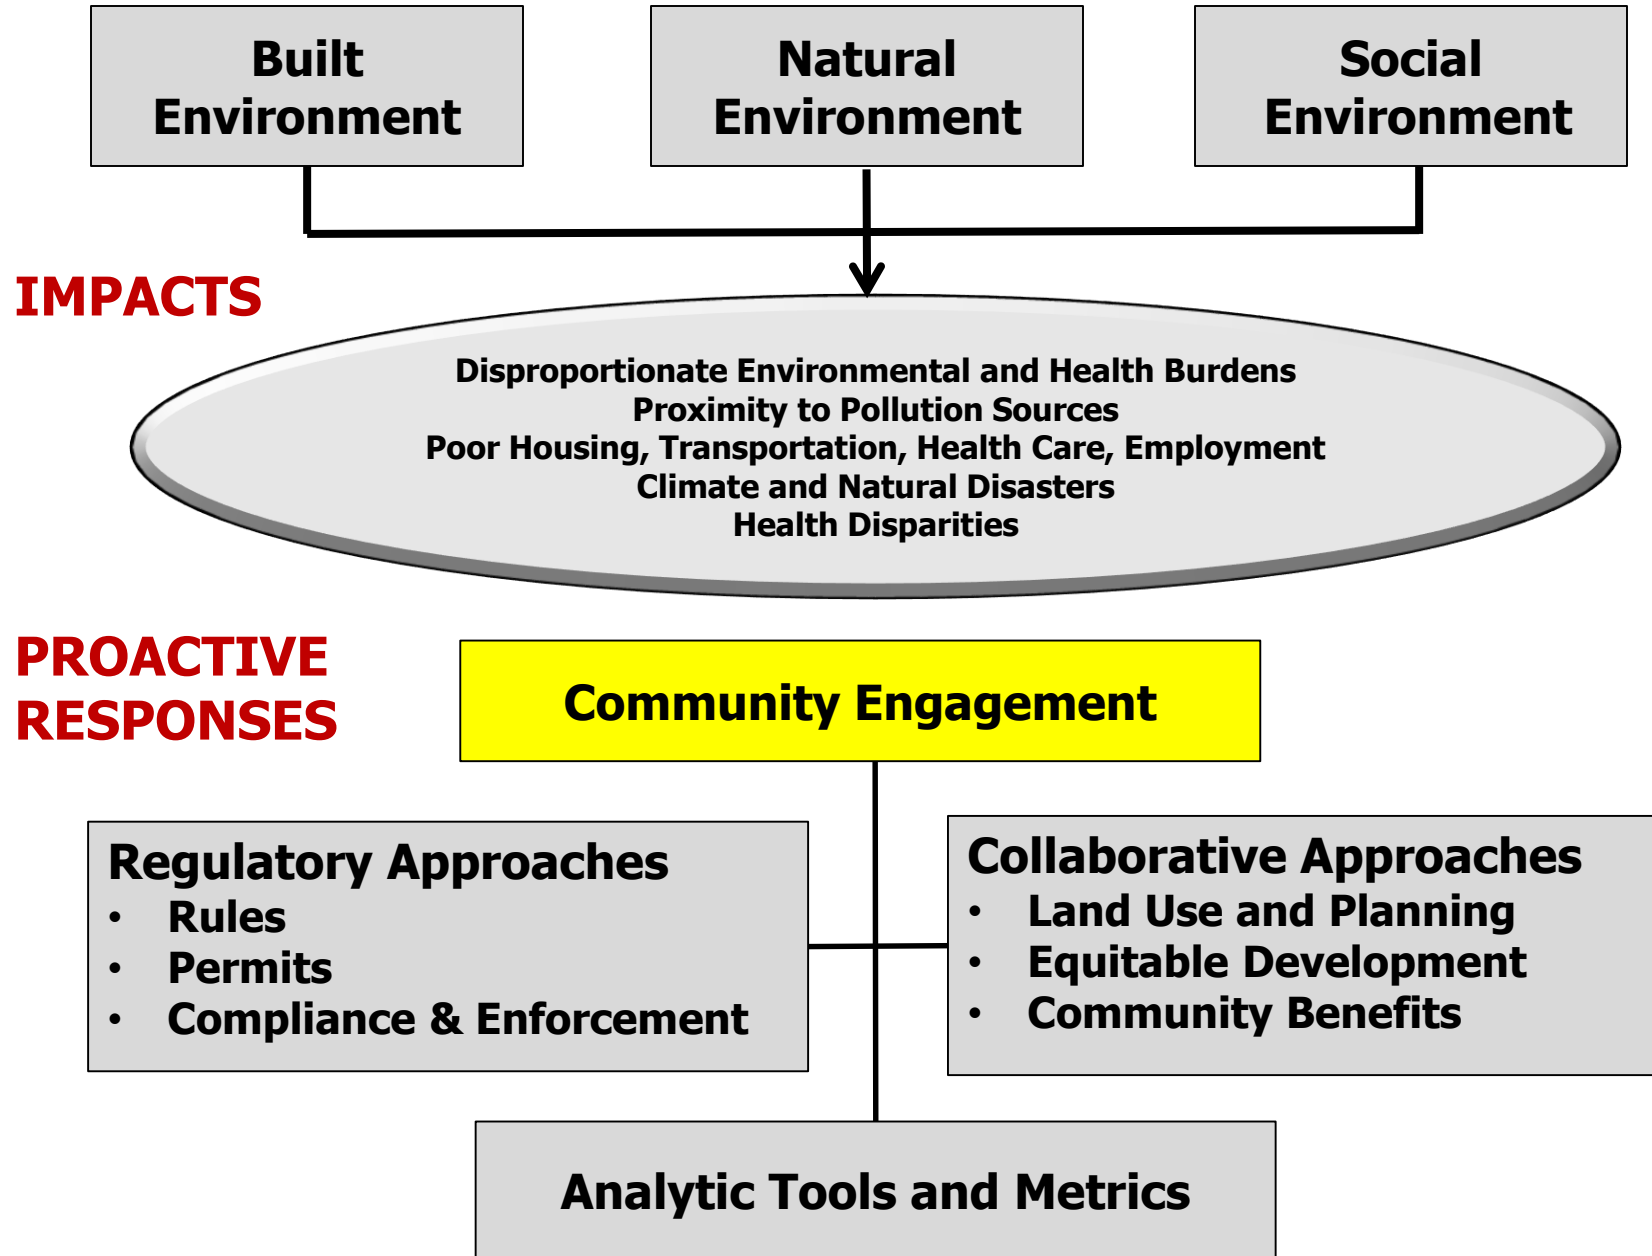 Built
Environment
Natural
Environment
Social
Environment
IMPACTS
Disproportionate Environmental and Health Burdens
Proximity to Pollution Sources
Poor Housing, Transportation, Health Care, Employment
Climate and Natural Disasters
Health Disparities
PROACTIVE
RESPONSES
Community Engagement
Regulatory Approaches
• Rules
• Permits
• Compliance & Enforcement
Collaborative Approaches
• Land Use and Planning
• Equitable Development
• Community Benefits
Analytic Tools and Metrics